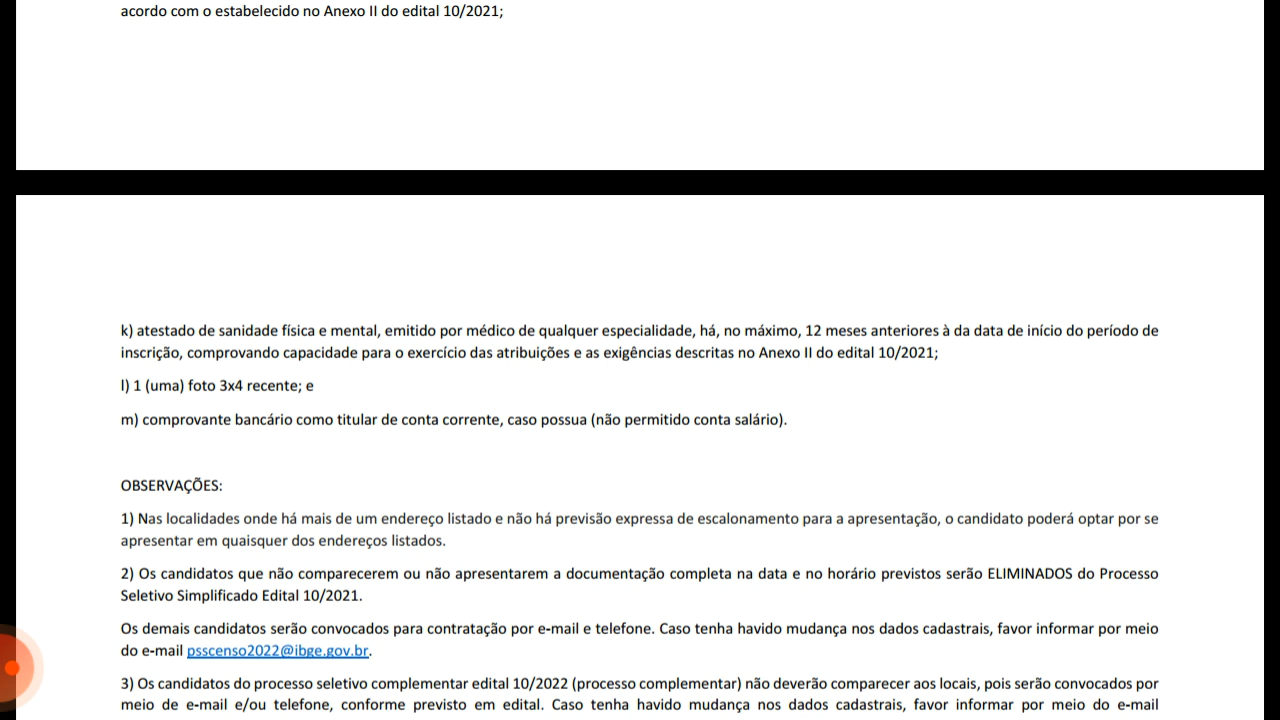 acordo com o estabelecido no Anexo II do edital 10/2021;
k) atestado de sanidade física e mental, emitido por médico de qualquer especialidade, há, no máximo, 12 meses anteriores à da data de início do período de
inscrição, comprovando capacidade para o exercício das atribuições e as exigências descritas no Anexo II do edital 10/2021;
l) 1 (uma) foto 3x4 recente; e
m) comprovante bancário como titular de conta corrente, caso possua (não permitido conta salário).
OBSERVAÇÕES:
1) Nas localidades onde há mais de um endereço listado e não há previsão expressa de escalonamento para a apresentação, o candidato poderá optar por se
apresentar em quaisquer dos endereços listados.
2) Os candidatos que não comparecerem ou não apresentarem a documentação completa na data e no horário previstos serão ELIMINADOS do Processo
Seletivo Simplificado Edital 10/2021.
Os demais candidatos serão convocados para contratação por e-mail e telefone. Caso tenha havido mudança nos dados cadastrais, favor informar por meio
do e-mail psscenso2022@ibge.gov.br.
3) Os candidatos do processo seletivo complementar edital 10/2022 (processo complementar) não deverão comparecer aos locais, pois serão convocados por
meio de e-mail e/ou telefone, conforme previsto em edital. Caso tenha havido mudança nos dados cadastrais, favor informar por meio do e-mail